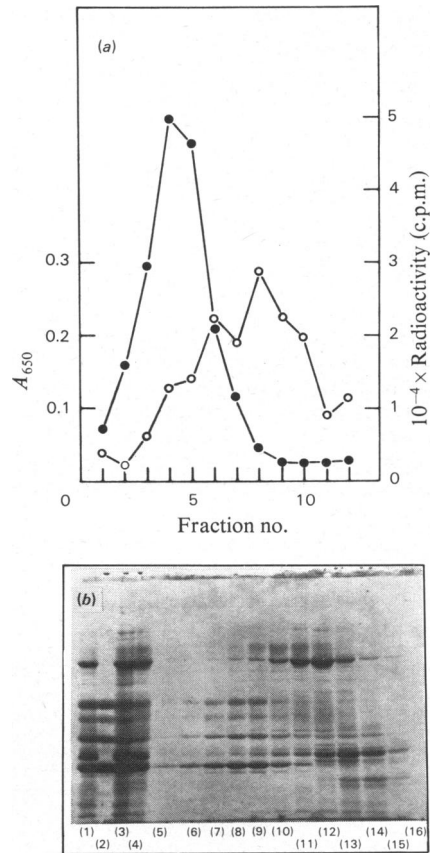 (a)
5
4
0.3
3
0.2
2
0.1
1
0
0
5
10
A650
10⁻⁴ × Radioactivity (c.p.m.)
Fraction no.
(b)
(1) (3) (5) (6) (7) (8) (9) (10) (12) (14) (16)
(2) (4) (11) (13) (15)